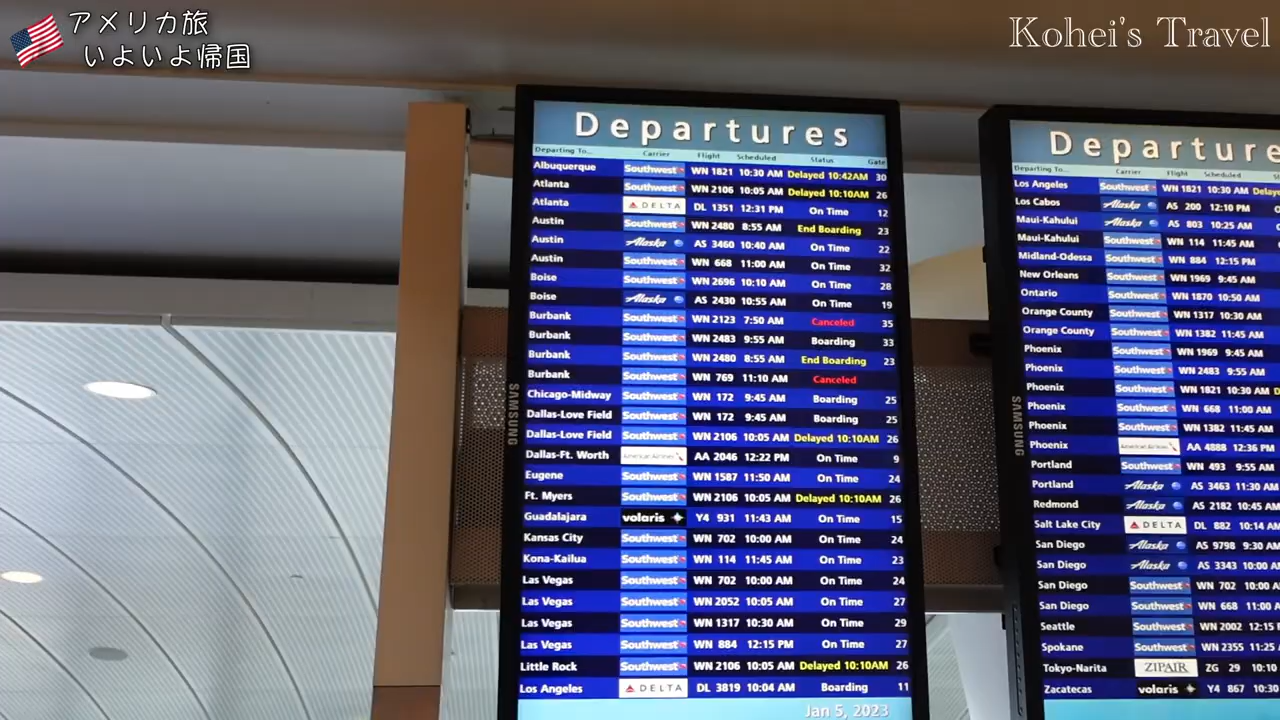 アメリカ旅
いよいよ帰国
Kohei's Travel
Departures
Departing To... Carrier Flight Scheduled Status Gate
Albuquerque Southwest WN 1821 10:30 AM Delayed 10:42AM 30
Atlanta Southwest WN 2106 10:05 AM Delayed 10:10AM 26
Atlanta DELTA DL 1351 12:31 PM On Time 12
Austin Southwest WN 2480 8:55 AM End Boarding 23
Austin Alaska AS 3460 10:40 AM On Time 22
Austin Southwest WN 668 11:00 AM On Time 32
Boise Southwest WN 2696 10:10 AM On Time 28
Boise Alaska AS 2430 10:55 AM On Time 19
Burbank Southwest WN 2123 7:50 AM Canceled 35
Burbank Southwest WN 2483 9:55 AM Boarding 33
Burbank Southwest WN 2480 8:55 AM End Boarding 23
Burbank Southwest WN 769 11:10 AM Canceled
Chicago-Midway Southwest WN 172 9:45 AM Boarding 25
Dallas-Love Field Southwest WN 172 9:45 AM Boarding 25
Dallas-Love Field Southwest WN 2106 10:05 AM Delayed 10:10AM 26
Dallas-Ft. Worth American Airlines AA 2046 12:22 PM On Time 9
Eugene Southwest WN 1587 11:50 AM On Time 24
Ft. Myers Southwest WN 2106 10:05 AM Delayed 10:10AM 26
Guadalajara volaris Y4 931 11:43 AM On Time 15
Kansas City Southwest WN 702 10:00 AM On Time 24
Kona-Kailua Southwest WN 114 11:45 AM On Time 23
Las Vegas Southwest WN 702 10:00 AM On Time 24
Las Vegas Southwest WN 2052 10:05 AM On Time 27
Las Vegas Southwest WN 1317 10:30 AM On Time 29
Las Vegas Southwest WN 884 12:15 PM On Time 27
Little Rock Southwest WN 2106 10:05 AM Delayed 10:10AM 26
Los Angeles DELTA DL 3819 10:04 AM Boarding 11
Jan 5, 2023
SAMSUNG
Departures
Departing To... Carrier Flight Scheduled
Los Angeles Southwest WN 1821 10:30 AM Delay
Los Cabos Alaska AS 200 12:10 PM
Maui-Kahului Alaska AS 803 10:25 AM
Maui-Kahului Southwest WN 114 11:45 AM
Midland-Odessa Southwest WN 884 12:15 PM
New Orleans Southwest WN 1969 9:45 AM
Ontario Southwest WN 1870 10:50 AM
Orange County Southwest WN 1317 10:30 AM
Orange County Southwest WN 1382 11:45 AM
Phoenix Southwest WN 1969 9:45 AM
Phoenix Southwest WN 2483 9:55 AM
Phoenix Southwest WN 1821 10:30 AM D
Phoenix Southwest WN 668 11:00 AM
Phoenix Southwest WN 1382 11:45 AM
Phoenix American Airlines AA 4888 12:36 PM
Portland Southwest WN 493 9:55 AM
Portland Alaska AS 3463 11:30 AM
Redmond Alaska AS 2182 10:45 AM
Salt Lake City DELTA DL 882 10:14 AM
San Diego Alaska AS 9798 9:30 AM
San Diego Alaska AS 3343 10:00 AM
San Diego Southwest WN 702 10:00 A
San Diego Southwest WN 668 11:00 A
Seattle Southwest WN 2002 12:15 P
Spokane Southwest WN 2355 11:25
Tokyo-Narita ZIPAIR ZG 29 10:10
Zacatecas volaris Y4 867 10:30
SAMSUNG